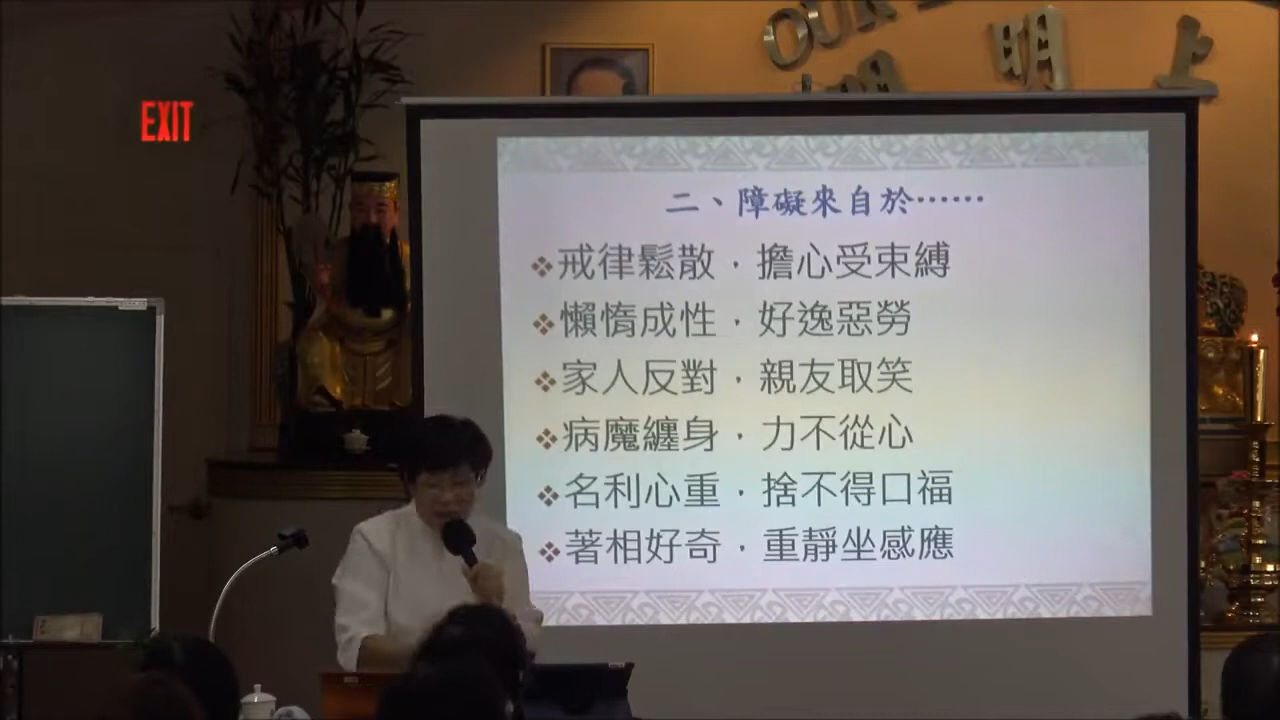 OUR
明 上
EXIT
二、障礙來自於……
❖戒律鬆散，擔心受束縛
❖懶惰成性，好逸惡勞
❖家人反對，親友取笑
❖病魔纏身，力不從心
❖名利心重，捨不得口福
❖著相好奇，重靜坐感應